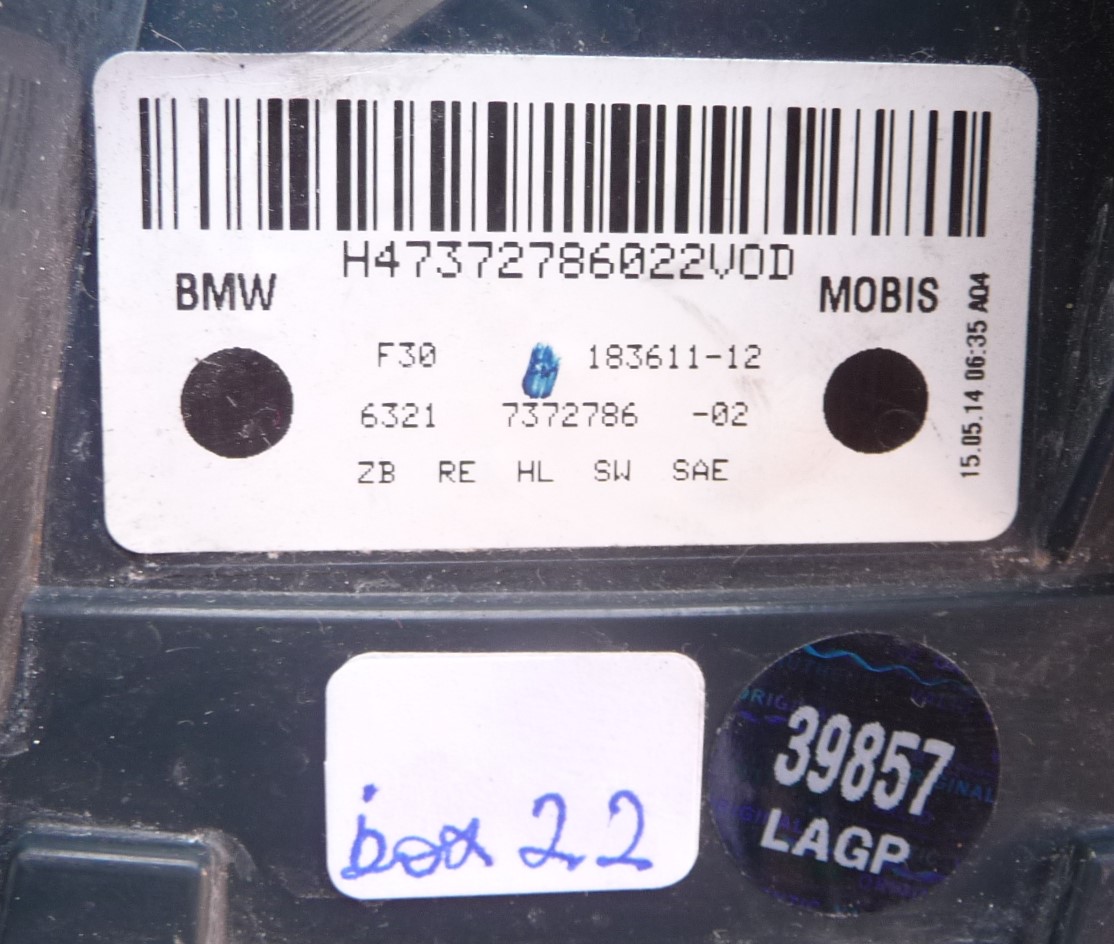 H47372786022VOD
BMW
MOBIS
F30 183611-12
6321 7372786 -02
ZB RE HL SW SAE
15.05.14 06:35 A04
box 22
39857
LAGP